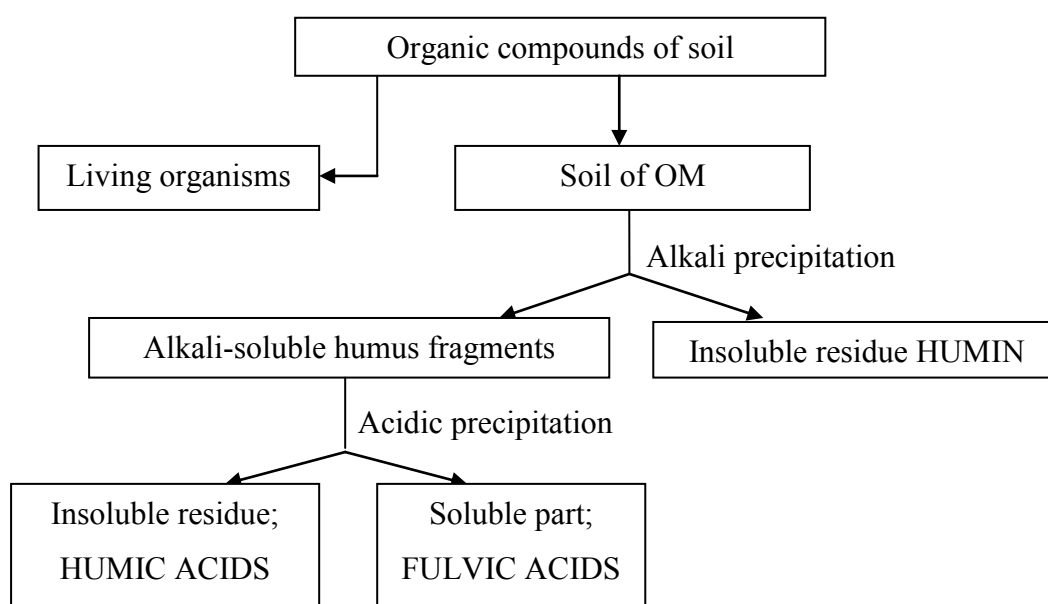 Organic compounds of soil
Living organisms
Soil of OM
Alkali precipitation
Alkali-soluble humus fragments
Insoluble residue HUMIN
Acidic precipitation
Insoluble residue;
HUMIC ACIDS
Soluble part;
FULVIC ACIDS